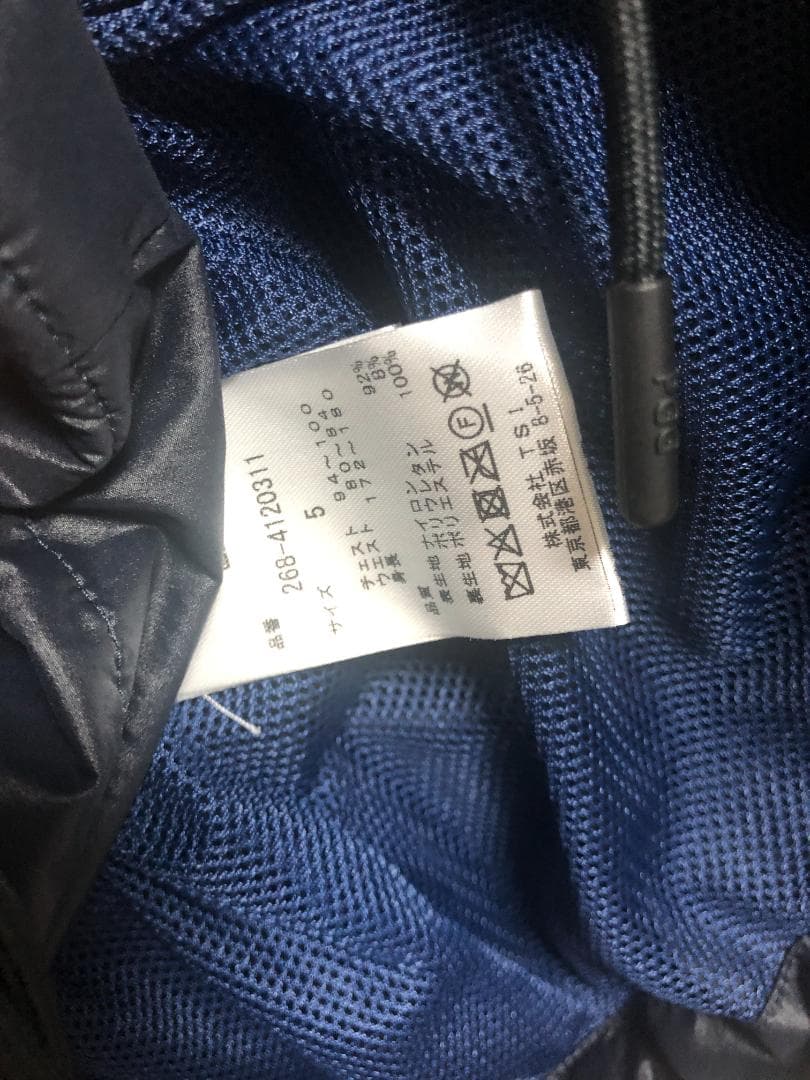 品番
268-4120311
サイズ 5
チェスト 94～100
ウエスト 80～84
身長 172～180
品質
表生地 ナイロン 92%
ポリウレタン 8%
裏生地 ポリエステル 100%
F
株式会社 TSI
東京都港区赤坂 8-5-26